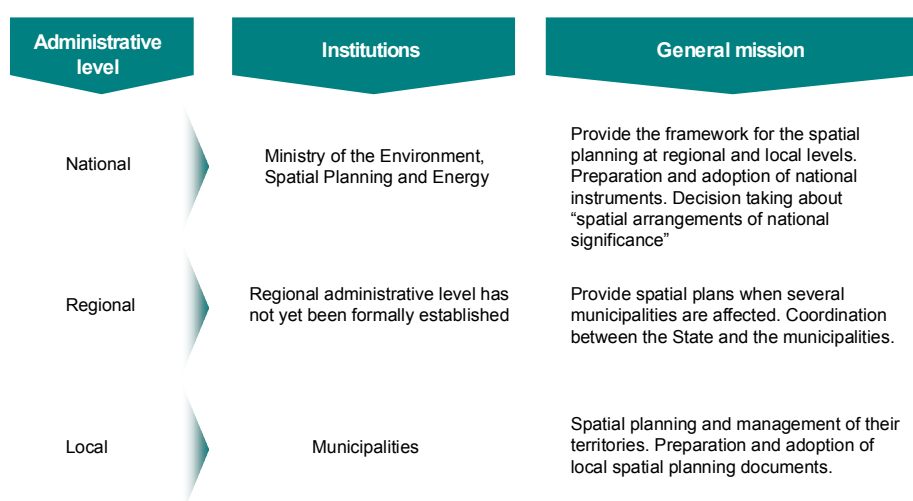 Administrative
level
Institutions
General mission
National
Ministry of the Environment,
Spatial Planning and Energy
Provide the framework for the spatial
planning at regional and local levels.
Preparation and adoption of national
instruments. Decision taking about
“spatial arrangements of national
significance”
Regional
Regional administrative level has
not yet been formally established
Provide spatial plans when several
municipalities are affected. Coordination
between the State and the municipalities.
Local
Municipalities
Spatial planning and management of their
territories. Preparation and adoption of
local spatial planning documents.